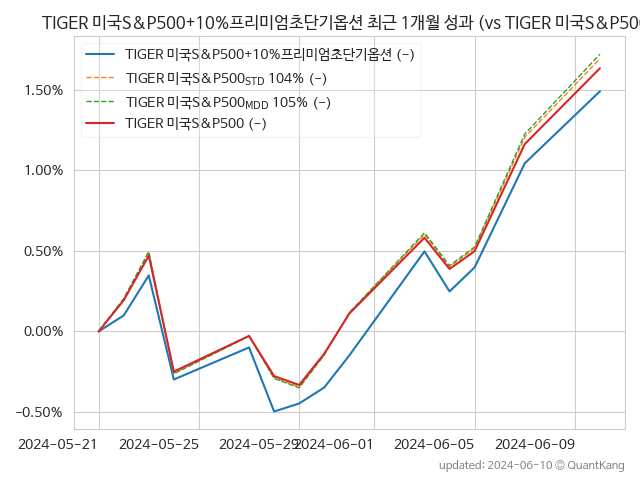 TIGER 미국S&P500+10%프리미엄초단기옵션 최근 1개월 성과 (vs TIGER 미국S&P500
TIGER 미국S&P500+10%프리미엄초단기옵션 (-)
TIGER 미국S&P500STD 104% (-)
TIGER 미국S&P500MDD 105% (-)
TIGER 미국S&P500 (-)
1.50%
1.00%
0.50%
0.00%
−0.50%
2024-05-21 2024-05-25 2024-05-29 2024-06-01 2024-06-05 2024-06-09
updated: 2024-06-10 ⓒ QuantKang